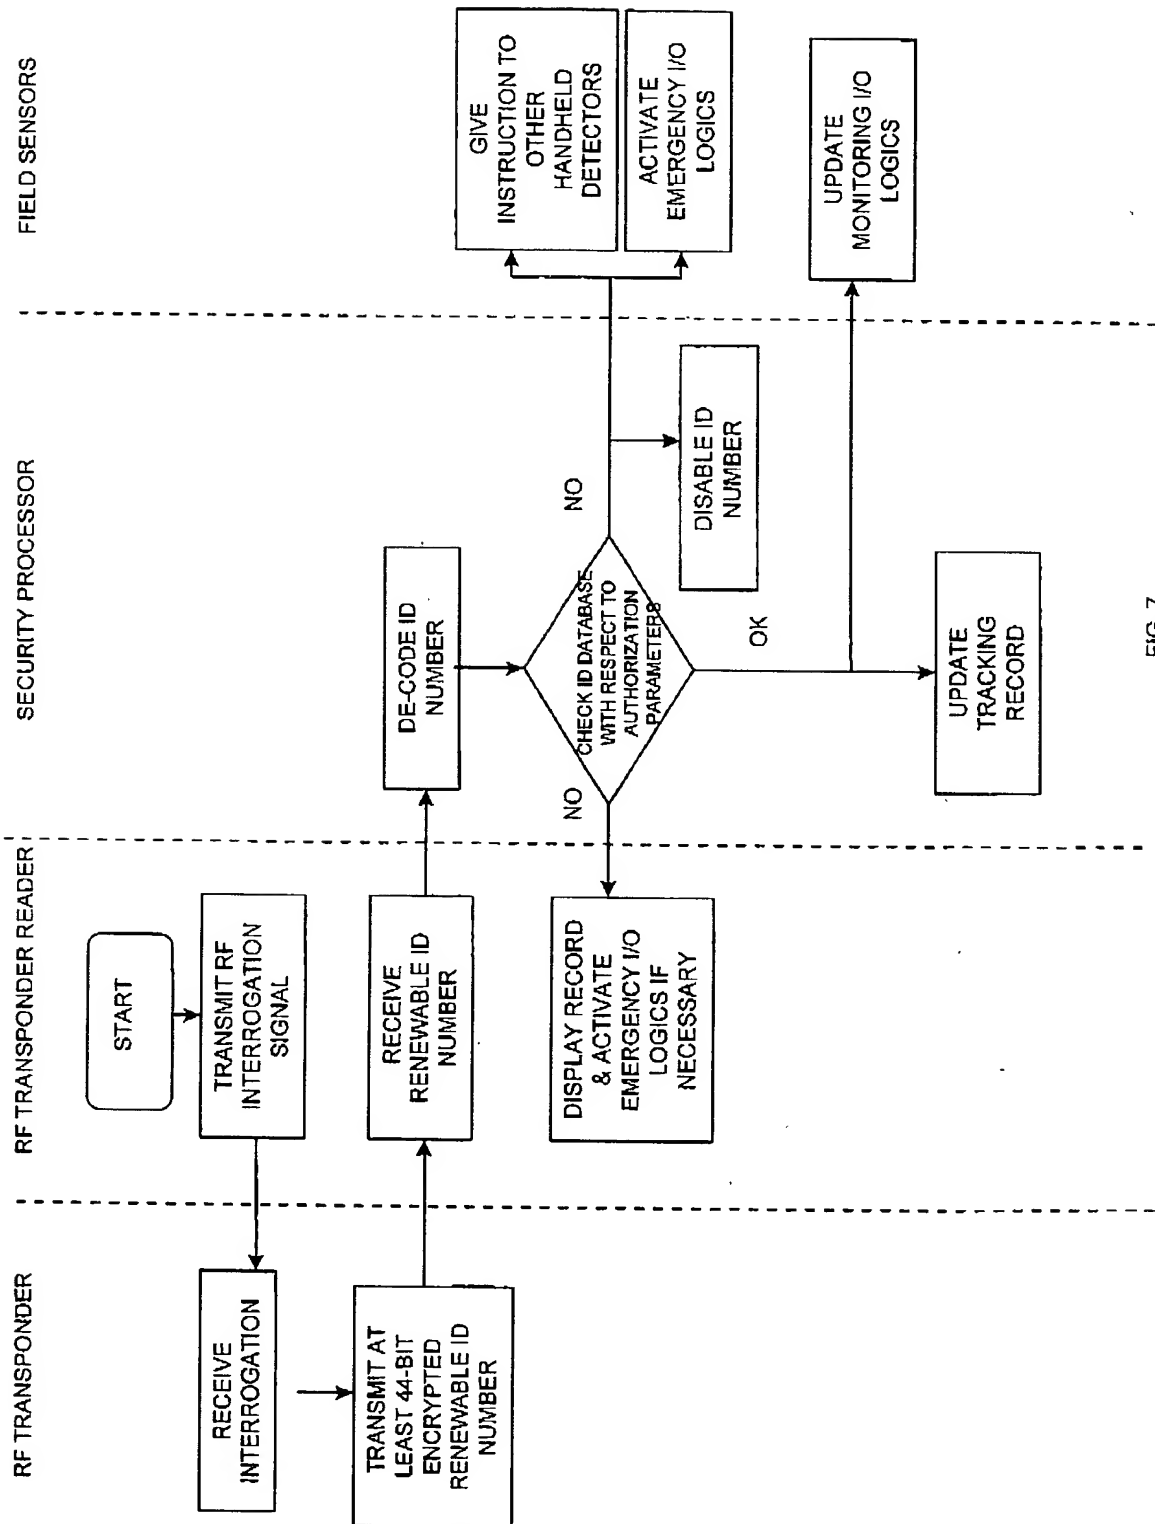 RF TRANSPONDER
RF TRANSPONDER READER
SECURITY PROCESSOR
FIELD SENSORS
START
TRANSMIT RF
INTERROGATION
SIGNAL
RECEIVE
INTERROGATION
TRANSMIT AT
LEAST 44-BIT
ENCRYPTED
RENEWABLE ID
NUMBER
RECEIVE
RENEWABLE ID
NUMBER
DE-CODE ID
NUMBER
CHECK ID DATABASE
WITH RESPECT TO
AUTHORIZATION
PARAMETERS
NO
NO
OK
DISPLAY RECORD
& ACTIVATE
EMERGENCY I/O
LOGICS IF
NECESSARY
DISABLE ID
NUMBER
GIVE
INSTRUCTION TO
OTHER
HANDHELD
DETECTORS
ACTIVATE
EMERGENCY I/O
LOGICS
UPDATE
MONITORING I/O
LOGICS
UPDATE
TRACKING
RECORD
FIG 7